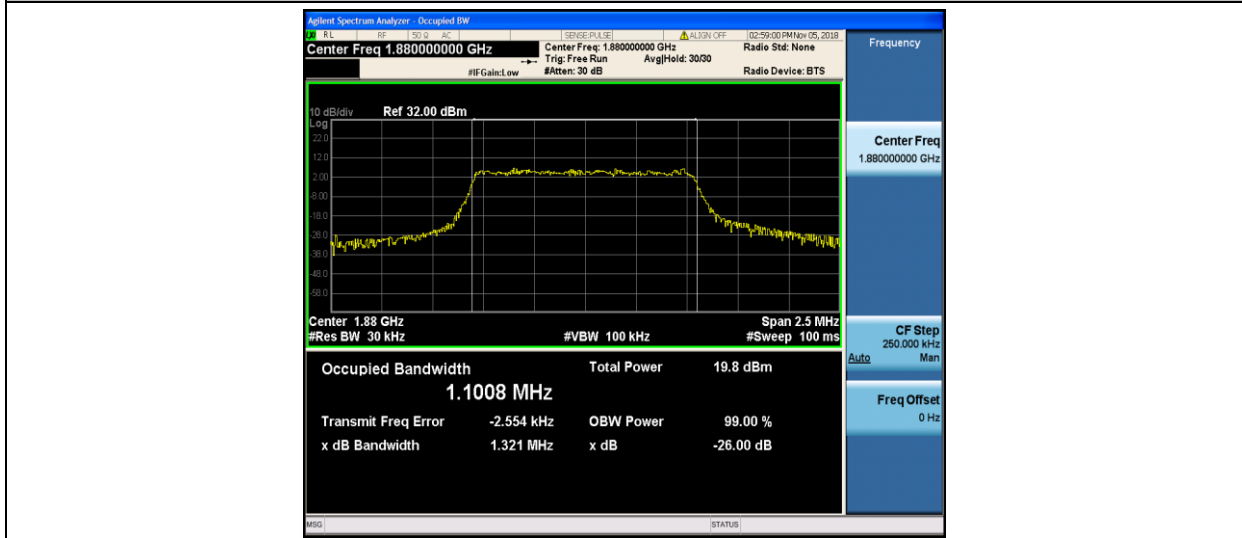 Agilent Spectrum Analyzer - Occupied BW
RL RF 50 Ω AC SENSE:PULSE ALIGN OFF 02:59:00 PM Nov 05, 2018
Center Freq 1.880000000 GHz
Center Freq: 1.880000000 GHz
Radio Std: None
Trig: Free Run Avg|Hold: 30/30
#IFGain:Low #Atten: 30 dB Radio Device: BTS
Frequency
10 dB/div Ref 32.00 dBm
Log
22.0
12.0
2.00
-8.00
-18.0
-28.0
-38.0
-48.0
-58.0
Center 1.88 GHz Span 2.5 MHz
#Res BW 30 kHz #VBW 100 kHz #Sweep 100 ms
Occupied Bandwidth Total Power 19.8 dBm
1.1008 MHz
Transmit Freq Error -2.554 kHz OBW Power 99.00 %
x dB Bandwidth 1.321 MHz x dB -26.00 dB
Center Freq
1.880000000 GHz
CF Step
250.000 kHz
Auto Man
Freq Offset
0 Hz
MSG STATUS